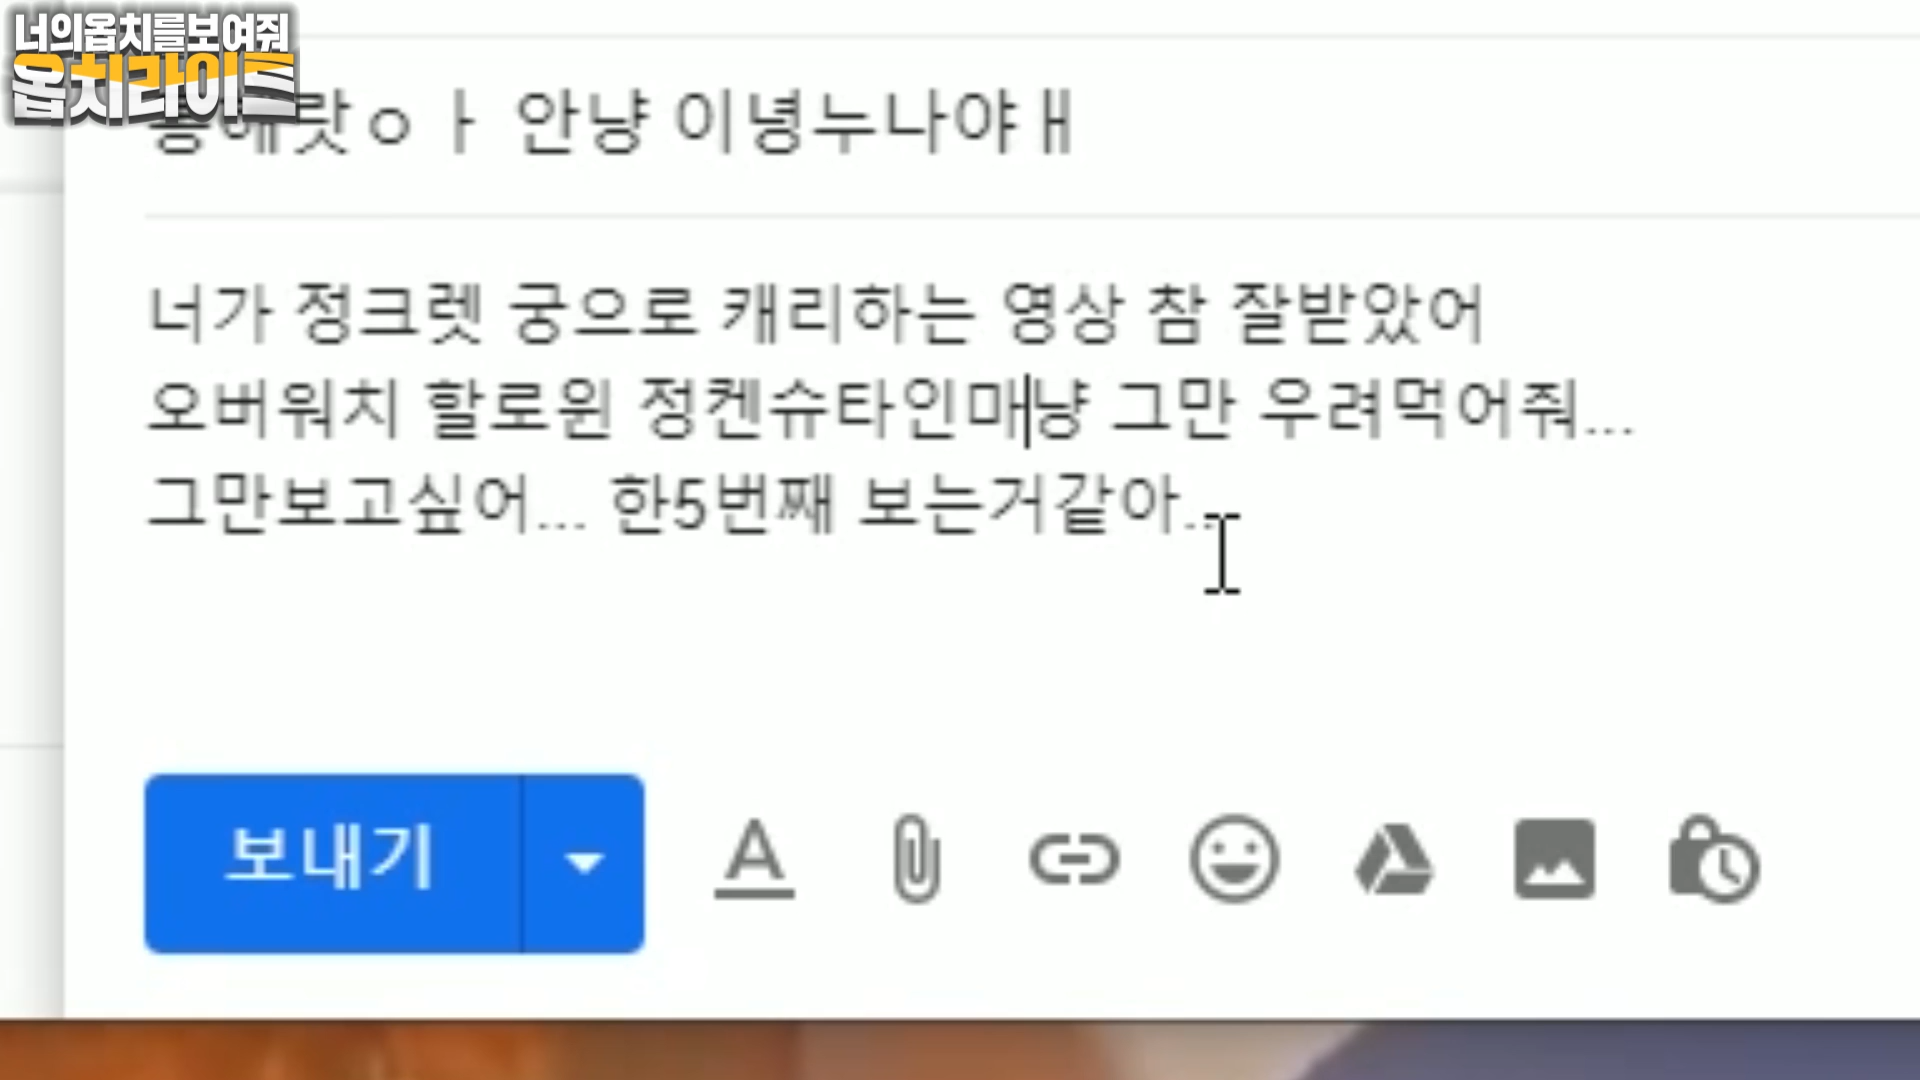 너의옵치를보여줘
옵치라이트
안냥 이녕누나야ㅐ
너가 정크렛 궁으로 캐리하는 영상 참 잘받았어
오버워치 할로윈 정켄슈타인매냥 그만 우려먹어줘...
그만보고싶어... 한5번째 보는거같아...
보내기